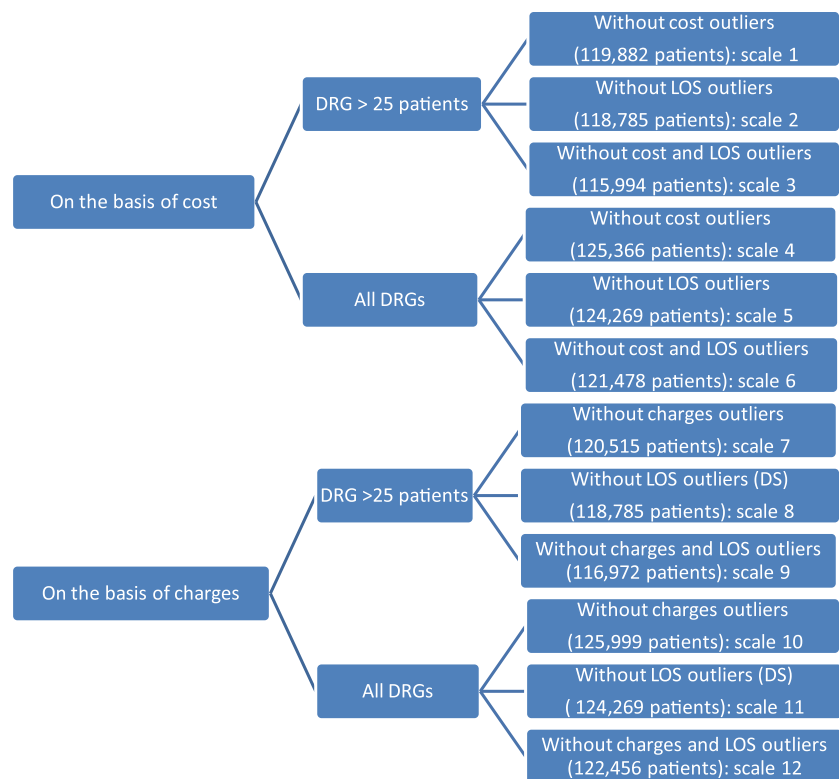 On the basis of cost
DRG > 25 patients
Without cost outliers
(119,882 patients): scale 1
Without LOS outliers
(118,785 patients): scale 2
Without cost and LOS outliers
(115,994 patients): scale 3
All DRGs
Without cost outliers
(125,366 patients): scale 4
Without LOS outliers
(124,269 patients): scale 5
Without cost and LOS outliers
(121,478 patients): scale 6
On the basis of charges
DRG >25 patients
Without charges outliers
(120,515 patients): scale 7
Without LOS outliers (DS)
(118,785 patients): scale 8
Without charges and LOS outliers
(116,972 patients): scale 9
All DRGs
Without charges outliers
(125,999 patients): scale 10
Without LOS outliers (DS)
( 124,269 patients): scale 11
Without charges and LOS outliers
(122,456 patients): scale 12